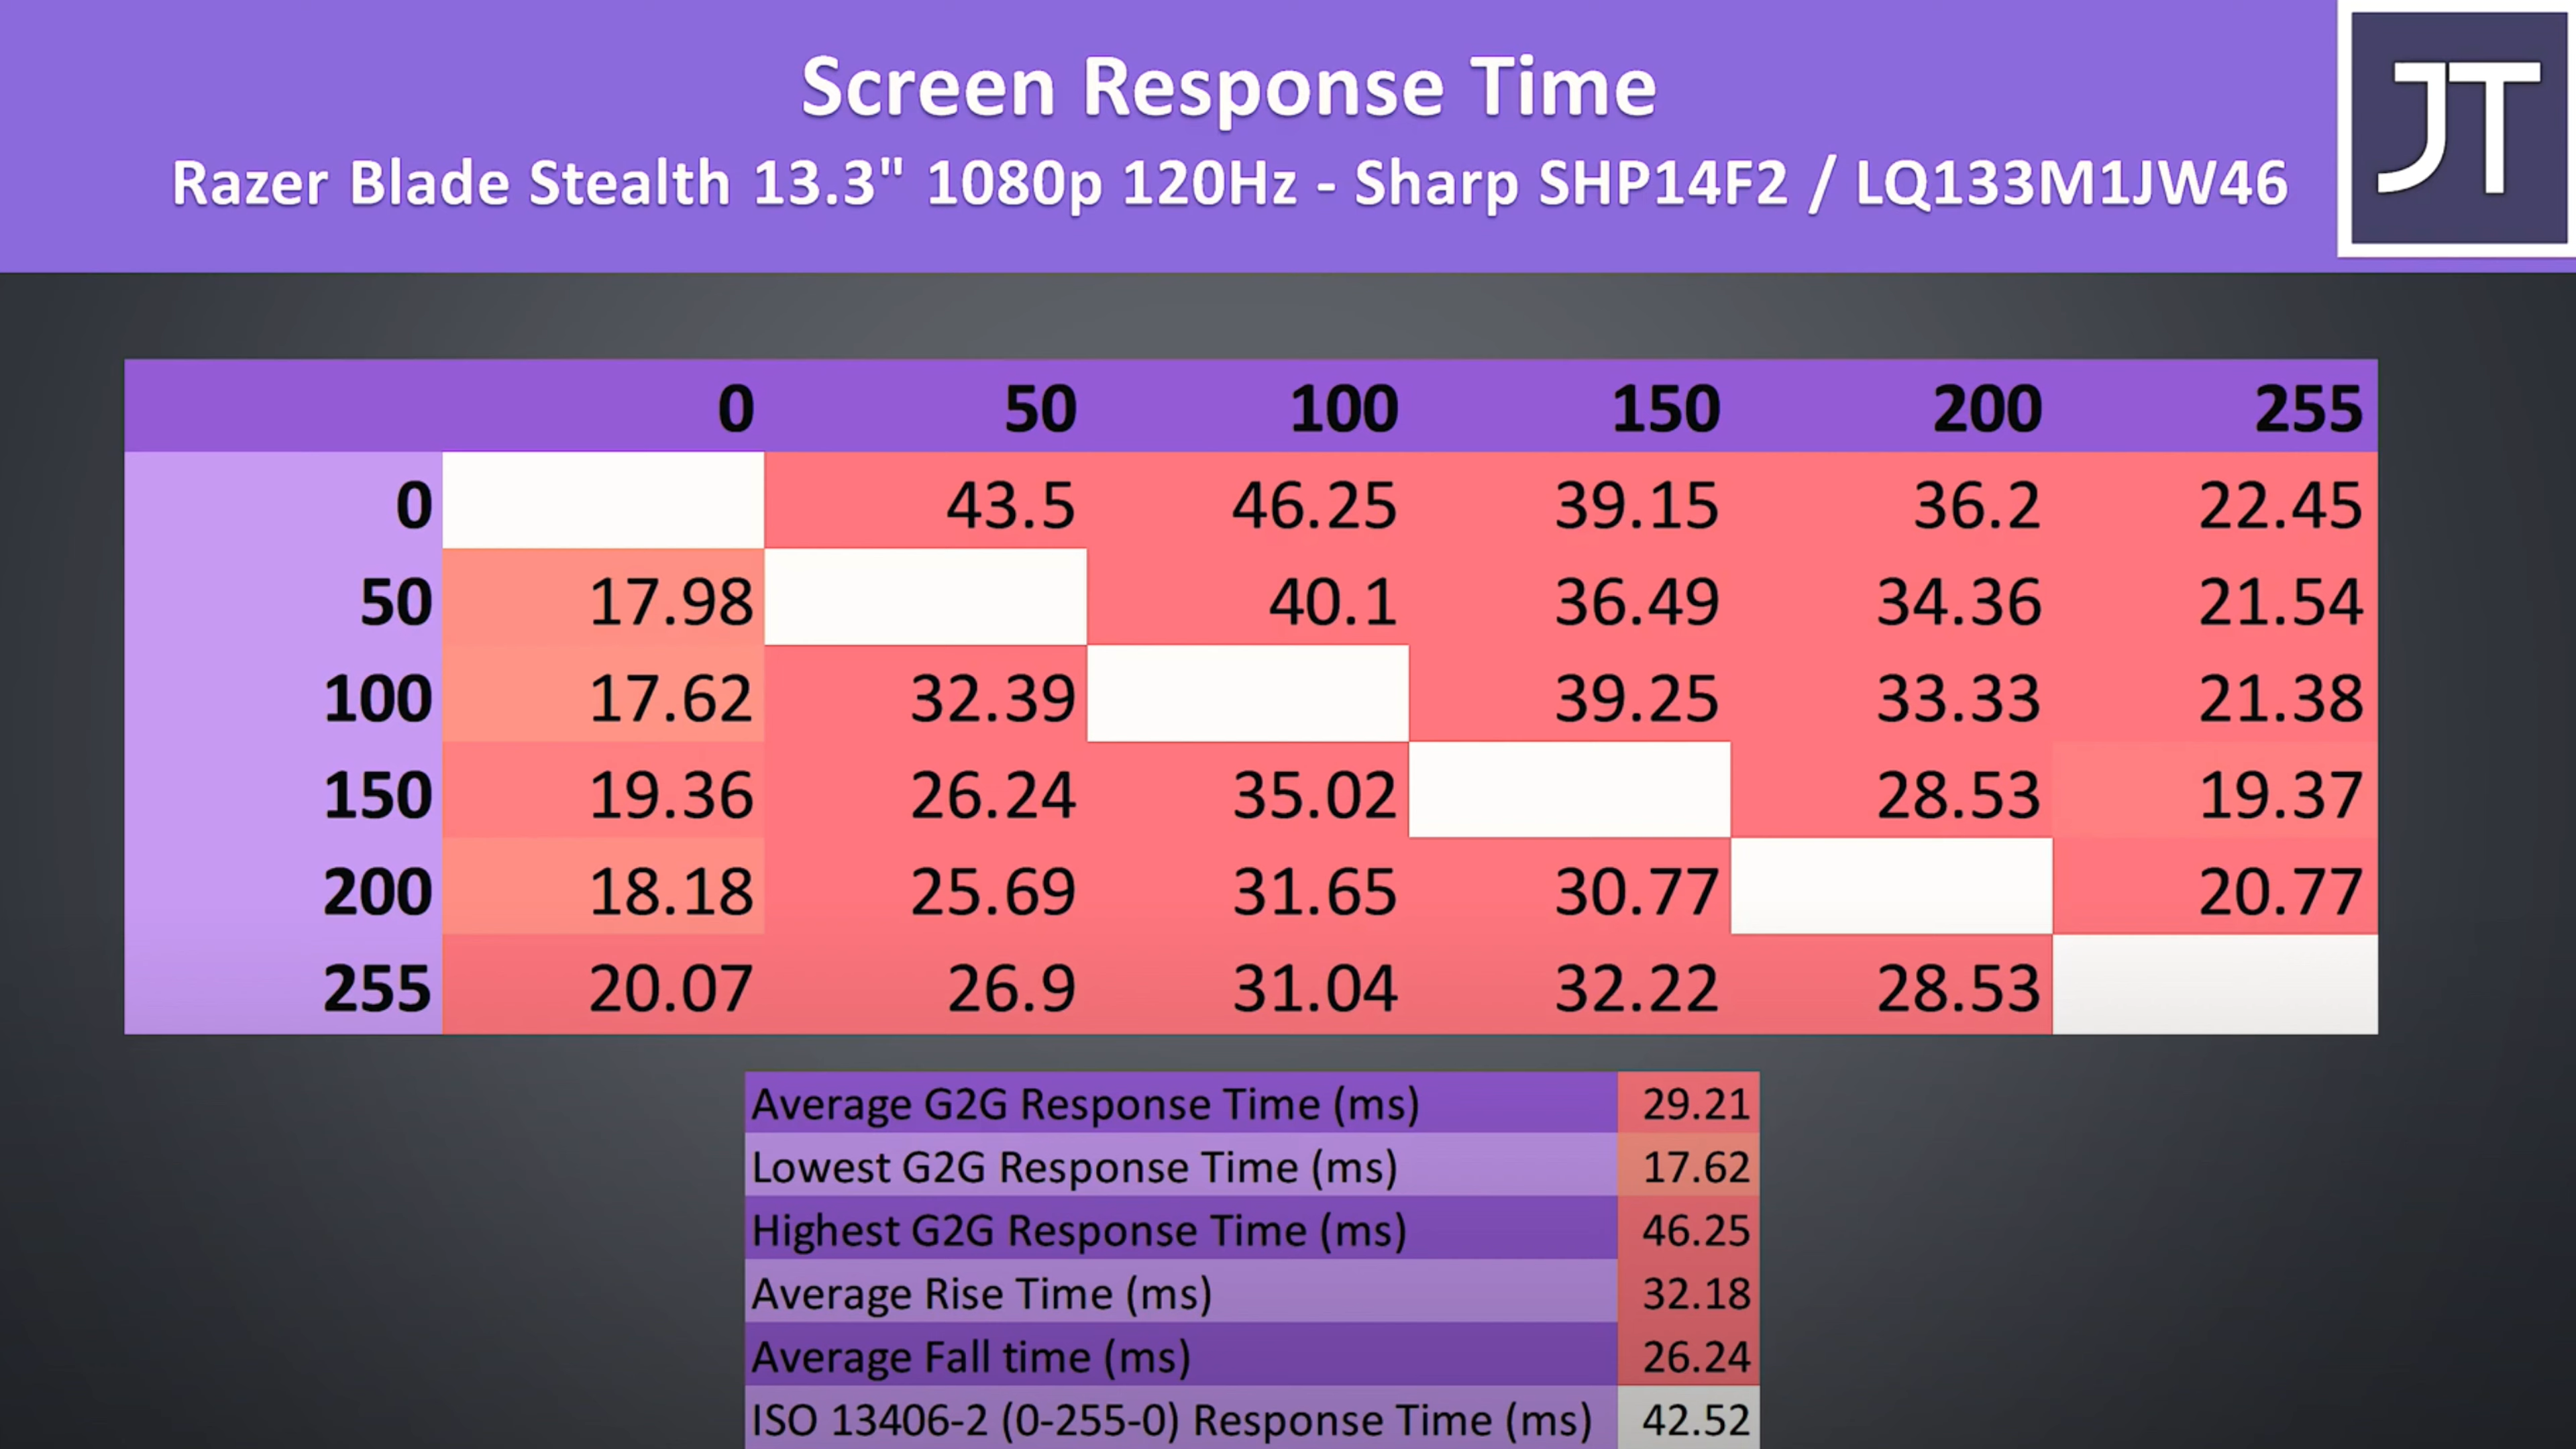 Screen Response Time
JT
Razer Blade Stealth 13.3" 1080p 120Hz - Sharp SHP14F2 / LQ133M1JW46
0 50 100 150 200 255
0 43.5 46.25 39.15 36.2 22.45
50 17.98 40.1 36.49 34.36 21.54
100 17.62 32.39 39.25 33.33 21.38
150 19.36 26.24 35.02 28.53 19.37
200 18.18 25.69 31.65 30.77 20.77
255 20.07 26.9 31.04 32.22 28.53
Average G2G Response Time (ms) 29.21
Lowest G2G Response Time (ms) 17.62
Highest G2G Response Time (ms) 46.25
Average Rise Time (ms) 32.18
Average Fall time (ms) 26.24
ISO 13406-2 (0-255-0) Response Time (ms) 42.52